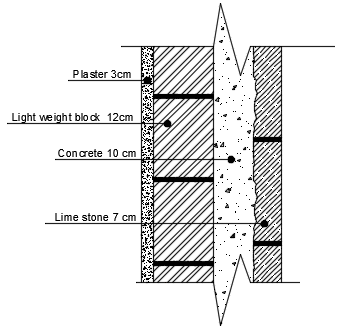 Plaster 3cm
Light weight block 12cm
Concrete 10 cm
Lime stone 7 cm